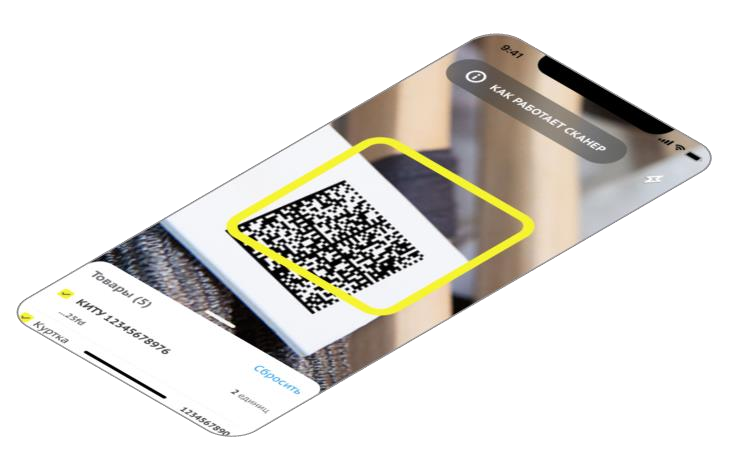 9:41
КАК РАБОТАЕТ СКАНЕР
Товары (5)
Сбросить
КИТУ 12345678976
...25fd
2 единиц
Куртка
1234567890